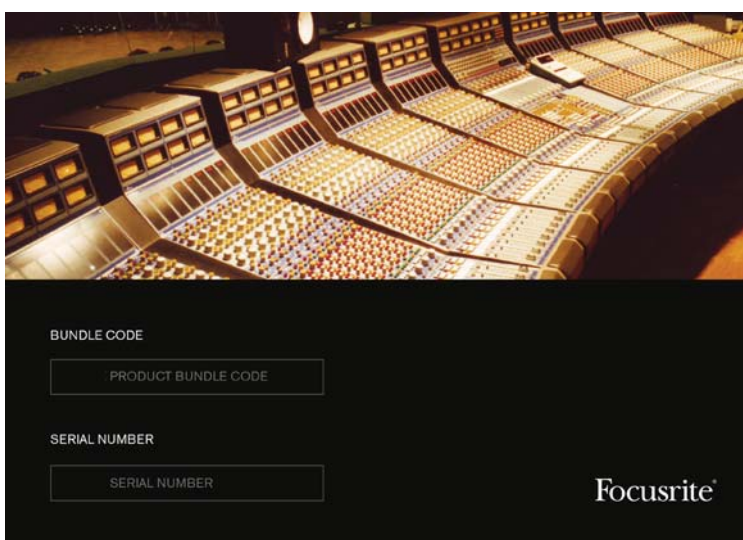 BUNDLE CODE
PRODUCT BUNDLE CODE
SERIAL NUMBER
SERIAL NUMBER
Focusrite®